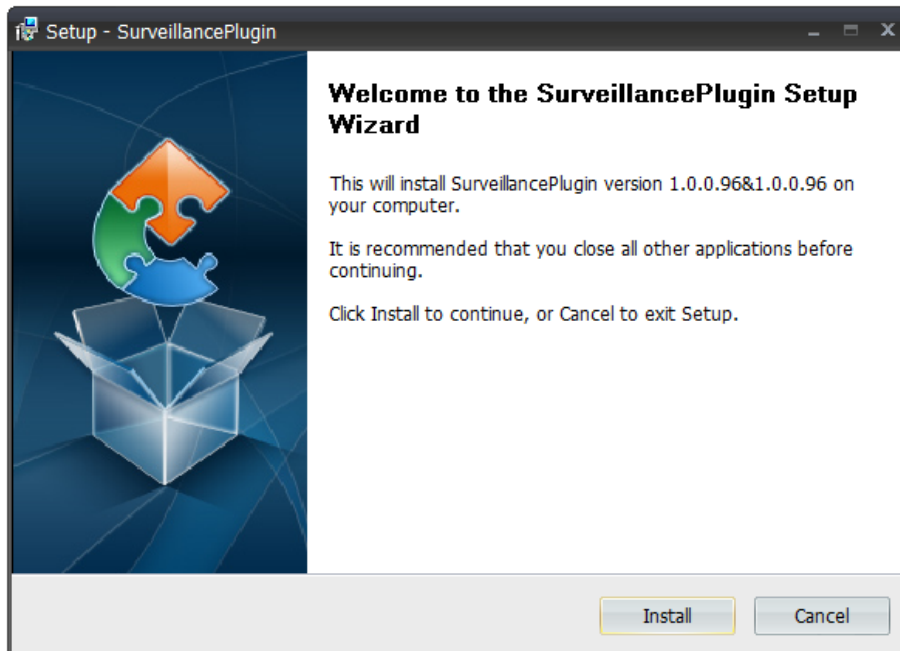 Setup - SurveillancePlugin
Welcome to the SurveillancePlugin Setup
Wizard
This will install SurveillancePlugin version 1.0.0.96&1.0.0.96 on
your computer.
It is recommended that you close all other applications before
continuing.
Click Install to continue, or Cancel to exit Setup.
Install
Cancel